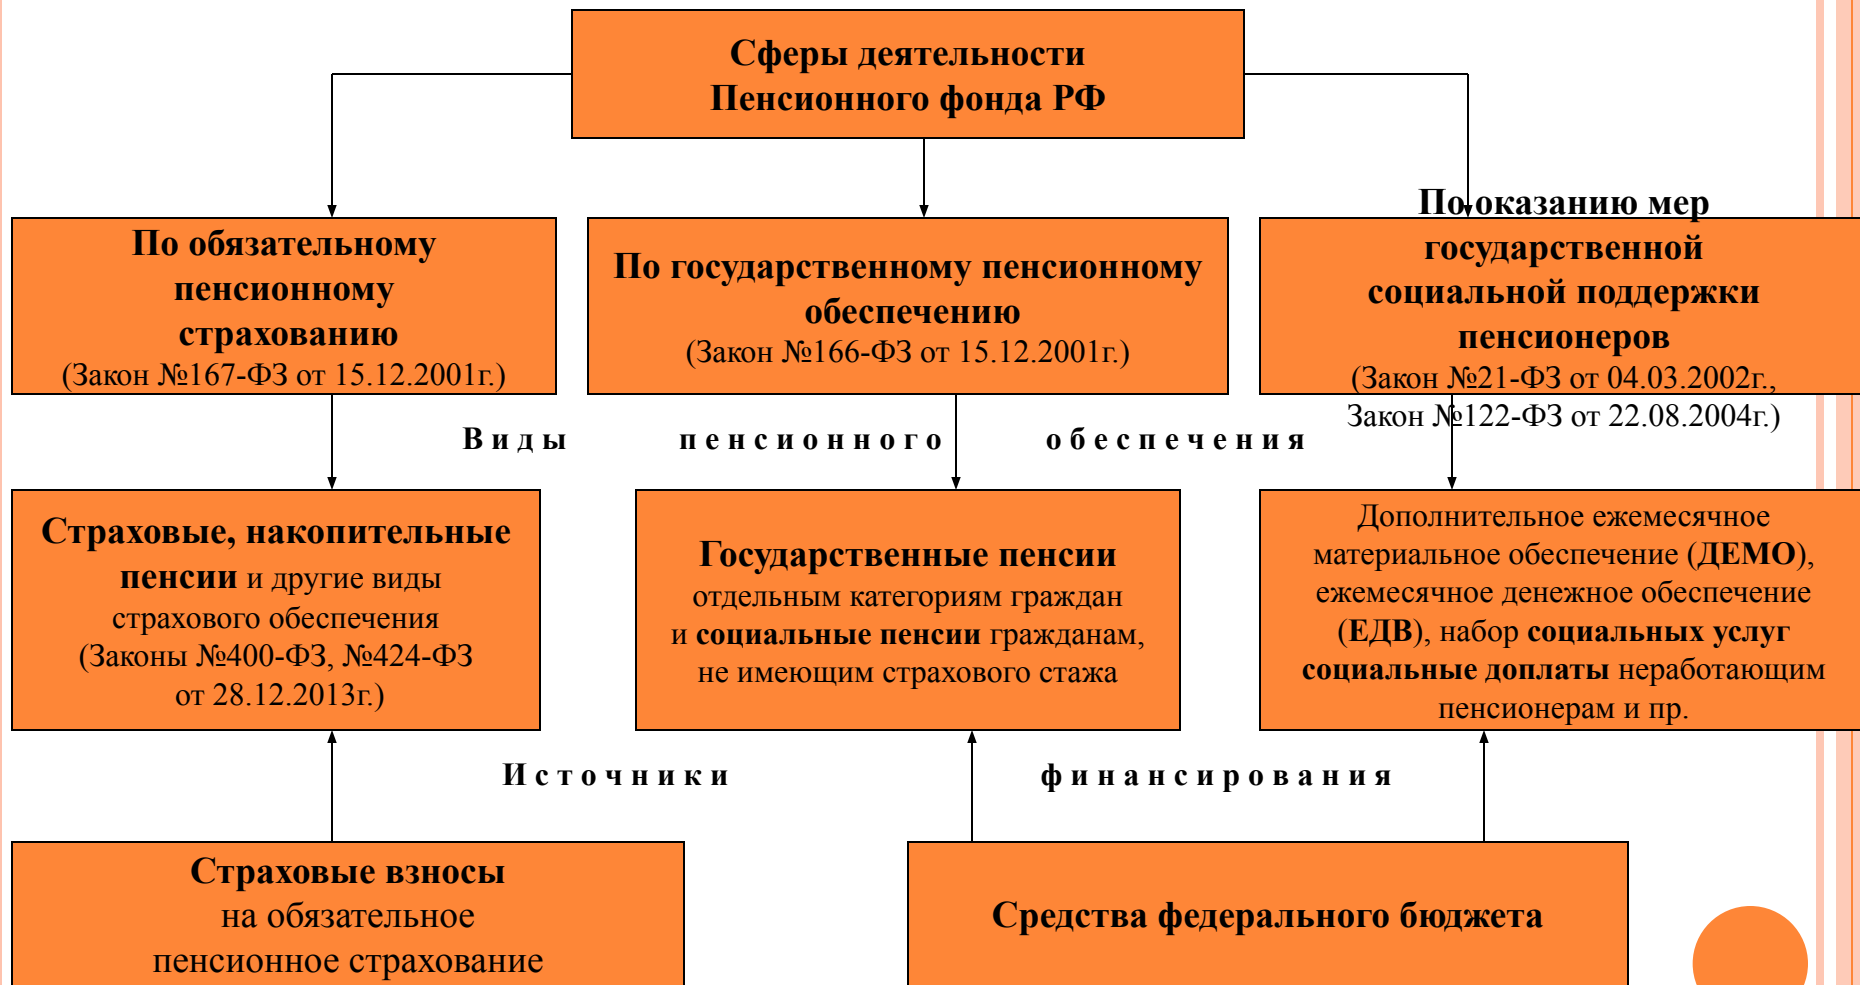 Сферы деятельности
Пенсионного фонда РФ
По обязательному
пенсионному
страхованию
(Закон №167-ФЗ от 15.12.2001г.)
По государственному пенсионному
обеспечению
(Закон №166-ФЗ от 15.12.2001г.)
По оказанию мер
государственной
социальной поддержки
пенсионеров
(Закон №21-ФЗ от 04.03.2002г.,
Закон №122-ФЗ от 22.08.2004г.)
Виды пенсионного обеспечения
Страховые, накопительные
пенсии и другие виды
страхового обеспечения
(Законы №400-ФЗ, №424-ФЗ
от 28.12.2013г.)
Государственные пенсии
отдельным категориям граждан
и социальные пенсии гражданам,
не имеющим страхового стажа
Дополнительное ежемесячное
материальное обеспечение (ДЕМО),
ежемесячное денежное обеспечение
(ЕДВ), набор социальных услуг
социальные доплаты неработающим
пенсионерам и пр.
Источники финансирования
Страховые взносы
на обязательное
пенсионное страхование
Средства федерального бюджета